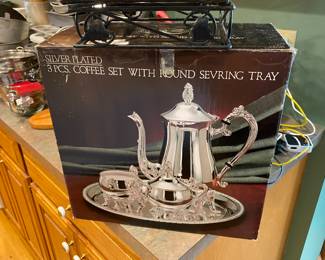 SILVER PLATED
3 PCS. COFFEE SET WITH ROUND SEVRING TRAY